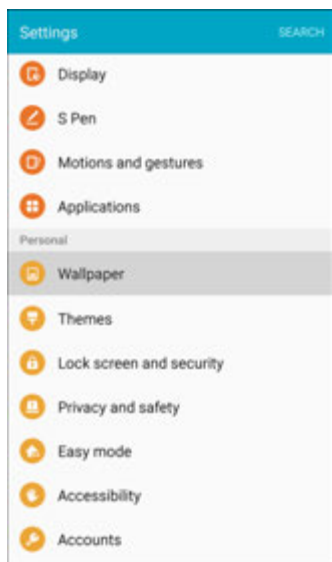 Settings SEARCH
Display
S Pen
Motions and gestures
Applications
Personal
Wallpaper
Themes
Lock screen and security
Privacy and safety
Easy mode
Accessibility
Accounts